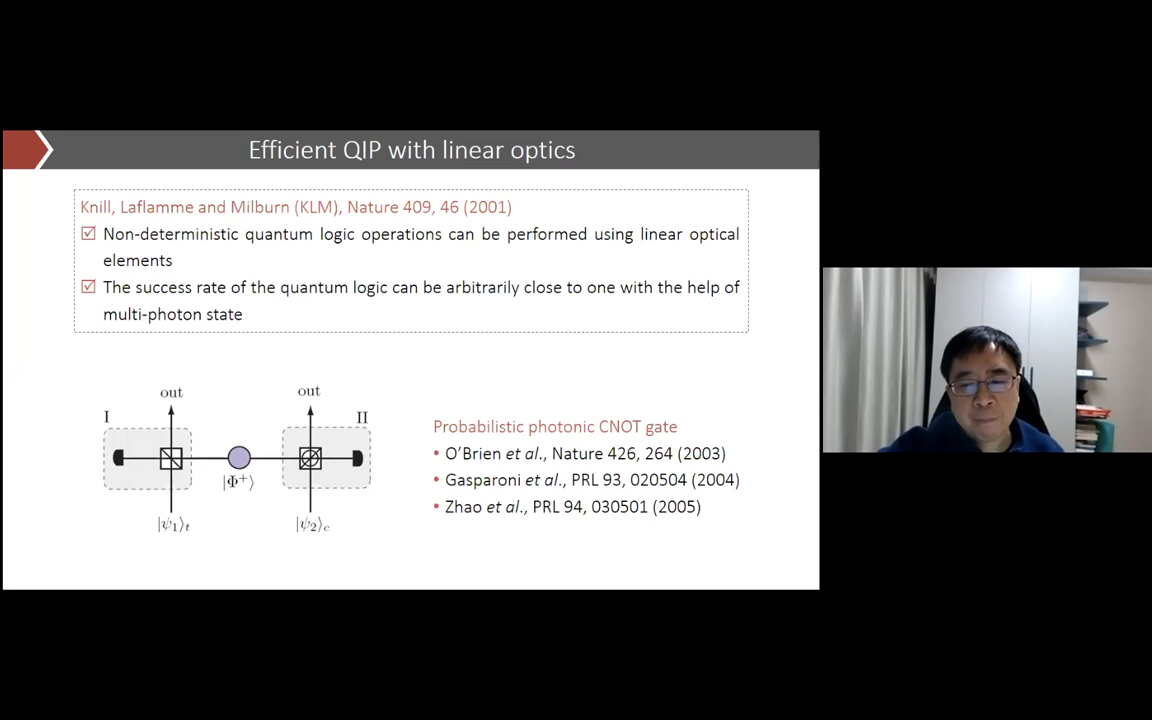 Efficient QIP with linear optics
Knill, Laflamme and Milburn (KLM), Nature 409, 46 (2001)
☑ Non-deterministic quantum logic operations can be performed using linear optical
elements
☑ The success rate of the quantum logic can be arbitrarily close to one with the help of
multi-photon state
out
out
I
II
|Φ⁺⟩
|ψ₁⟩ₜ
|ψ₂⟩c
Probabilistic photonic CNOT gate
• O’Brien et al., Nature 426, 264 (2003)
• Gasparoni et al., PRL 93, 020504 (2004)
• Zhao et al., PRL 94, 030501 (2005)